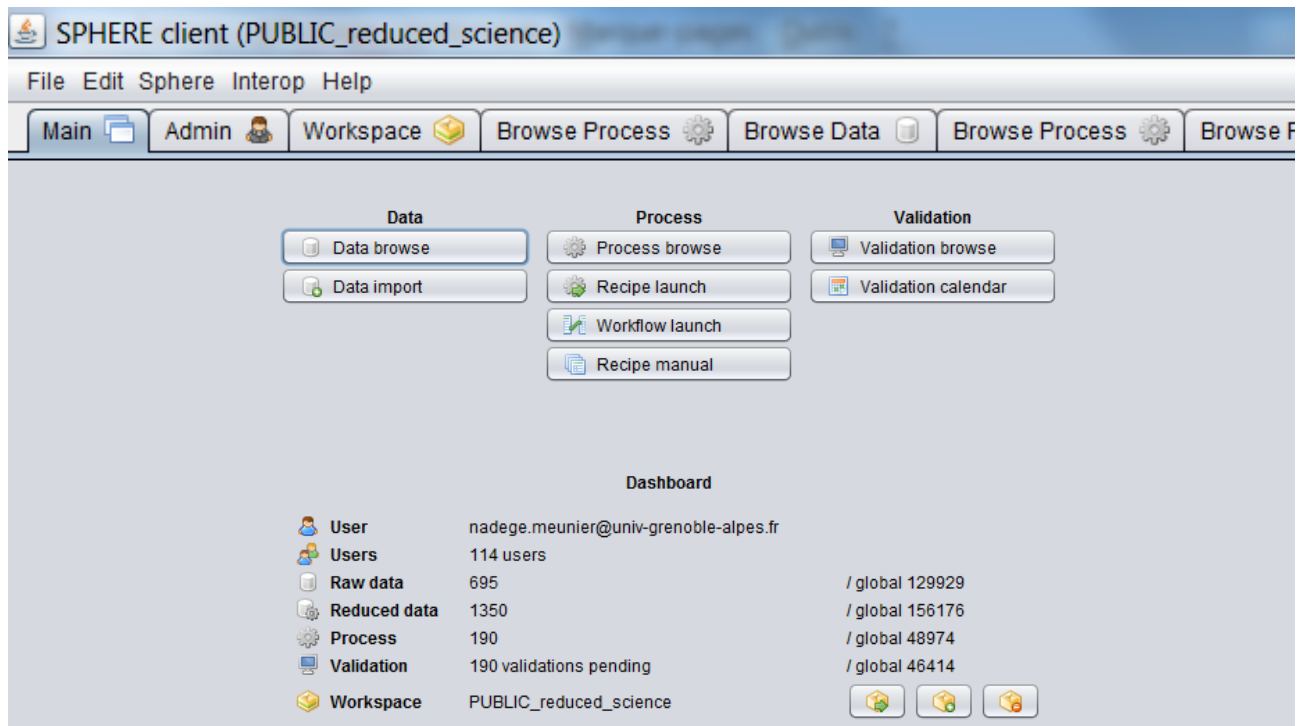 SPHERE client (PUBLIC_reduced_science)
File Edit Sphere Interop Help
Main Admin Workspace Browse Process Browse Data Browse Process Browse
Data Process Validation
Data browse Process browse Validation browse
Data import Recipe launch Validation calendar
Workflow launch
Recipe manual
Dashboard
User nadege.meunier@univ-grenoble-alpes.fr
Users 114 users
Raw data 695 / global 129929
Reduced data 1350 / global 156176
Process 190 / global 48974
Validation 190 validations pending / global 46414
Workspace PUBLIC_reduced_science